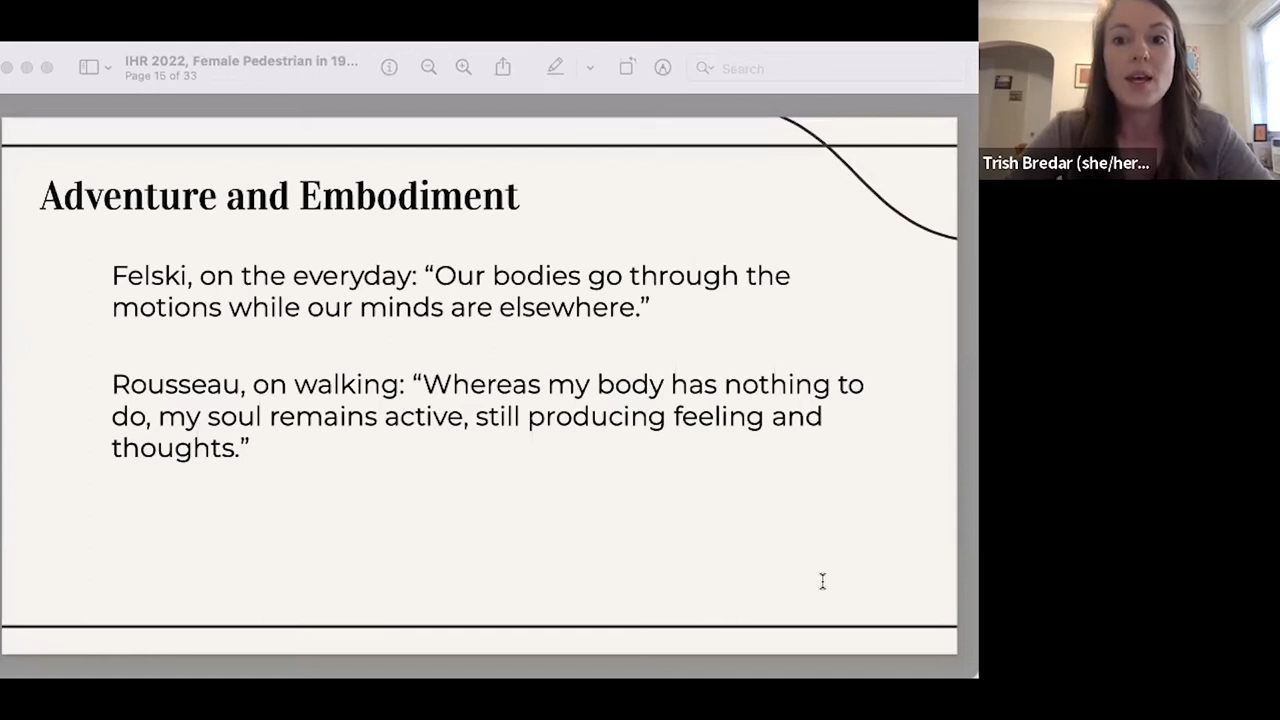 IHR 2022, Female Pedestrian in 19...
Page 15 of 33
Search
Trish Bredar (she/her...
Adventure and Embodiment
Felski, on the everyday: “Our bodies go through the
motions while our minds are elsewhere.”
Rousseau, on walking: “Whereas my body has nothing to
do, my soul remains active, still producing feeling and
thoughts.”